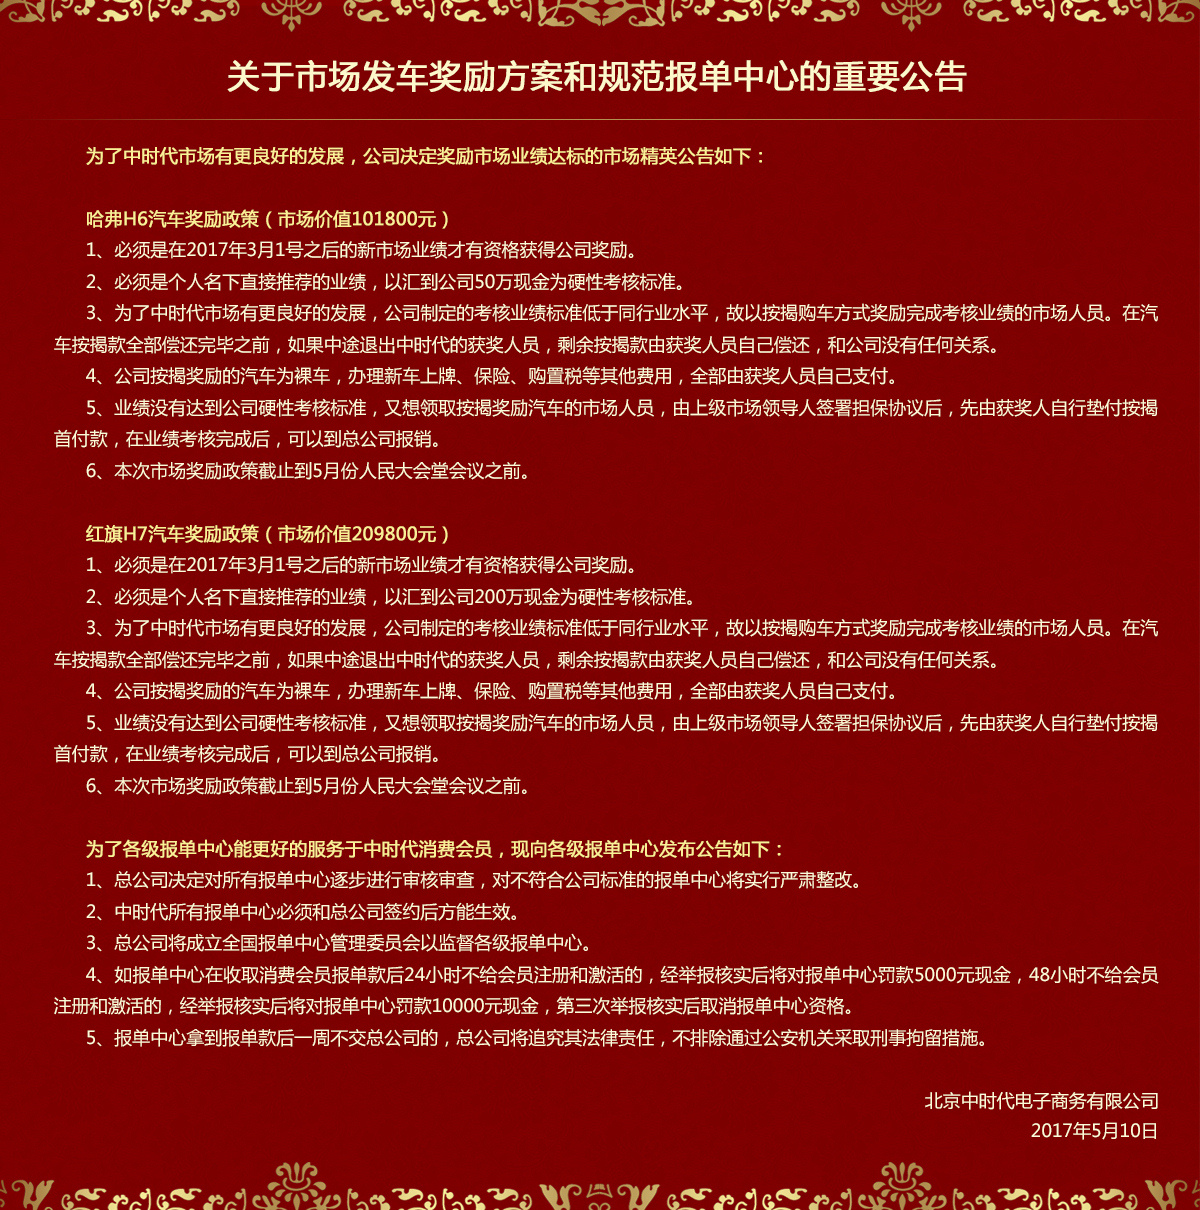 关于市场发车奖励方案和规范报单中心的重要公告
为了中时代市场有更良好的发展，公司决定奖励市场业绩达标的市场精英公告如下：
哈弗H6汽车奖励政策（市场价值101800元）
1、必须是在2017年3月1号之后的新市场业绩才有资格获得公司奖励。
2、必须是个人名下直接推荐的业绩，以汇到公司50万现金为硬性考核标准。
3、为了中时代市场有更良好的发展，公司制定的考核业绩标准低于同行业水平，故以按揭购车方式奖励完成考核业绩的市场人员。在汽
车按揭款全部偿还完毕之前，如果中途退出中时代的获奖人员，剩余按揭款由获奖人员自己偿还，和公司没有任何关系。
4、公司按揭奖励的汽车为裸车，办理新车上牌、保险、购置税等其他费用，全部由获奖人员自己支付。
5、业绩没有达到公司硬性考核标准，又想领取按揭奖励汽车的市场人员，由上级市场领导人签署担保协议后，先由获奖人自行垫付按揭
首付款，在业绩考核完成后，可以到总公司报销。
6、本次市场奖励政策截止到5月份人民大会堂会议之前。
红旗H7汽车奖励政策（市场价值209800元）
1、必须是在2017年3月1号之后的新市场业绩才有资格获得公司奖励。
2、必须是个人名下直接推荐的业绩，以汇到公司200万现金为硬性考核标准。
3、为了中时代市场有更良好的发展，公司制定的考核业绩标准低于同行业水平，故以按揭购车方式奖励完成考核业绩的市场人员。在汽
车按揭款全部偿还完毕之前，如果中途退出中时代的获奖人员，剩余按揭款由获奖人员自己偿还，和公司没有任何关系。
4、公司按揭奖励的汽车为裸车，办理新车上牌、保险、购置税等其他费用，全部由获奖人员自己支付。
5、业绩没有达到公司硬性考核标准，又想领取按揭奖励汽车的市场人员，由上级市场领导人签署担保协议后，先由获奖人自行垫付按揭
首付款，在业绩考核完成后，可以到总公司报销。
6、本次市场奖励政策截止到5月份人民大会堂会议之前。
为了各级报单中心能更好的服务于中时代消费会员，现向各级报单中心发布公告如下：
1、总公司决定对所有报单中心逐步进行审核审查，对不符合公司标准的报单中心将实行严肃整改。
2、中时代所有报单中心必须和总公司签约后方能生效。
3、总公司将成立全国报单中心管理委员会以监督各级报单中心。
4、如报单中心在收取消费会员报单款后24小时不给会员注册和激活的，经举报核实后将对报单中心罚款5000元现金，48小时不给会员
注册和激活的，经举报核实后将对报单中心罚款10000元现金，第三次举报核实后取消报单中心资格。
5、报单中心拿到报单款后一周不交总公司的，总公司将追究其法律责任，不排除通过公安机关采取刑事拘留措施。
北京中时代电子商务有限公司
2017年5月10日